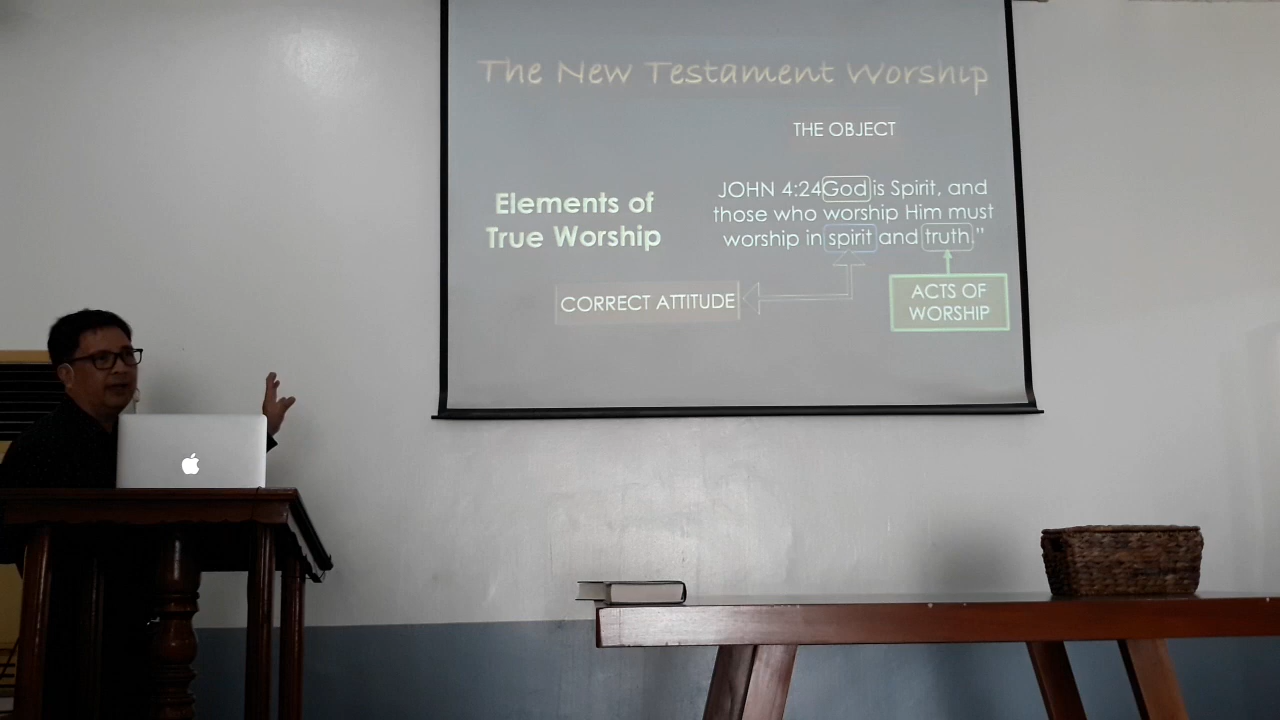 The New Testament Worship
THE OBJECT
Elements of
True Worship
JOHN 4:24 God is Spirit, and
those who worship Him must
worship in spirit and truth."
CORRECT ATTITUDE
ACTS OF
WORSHIP